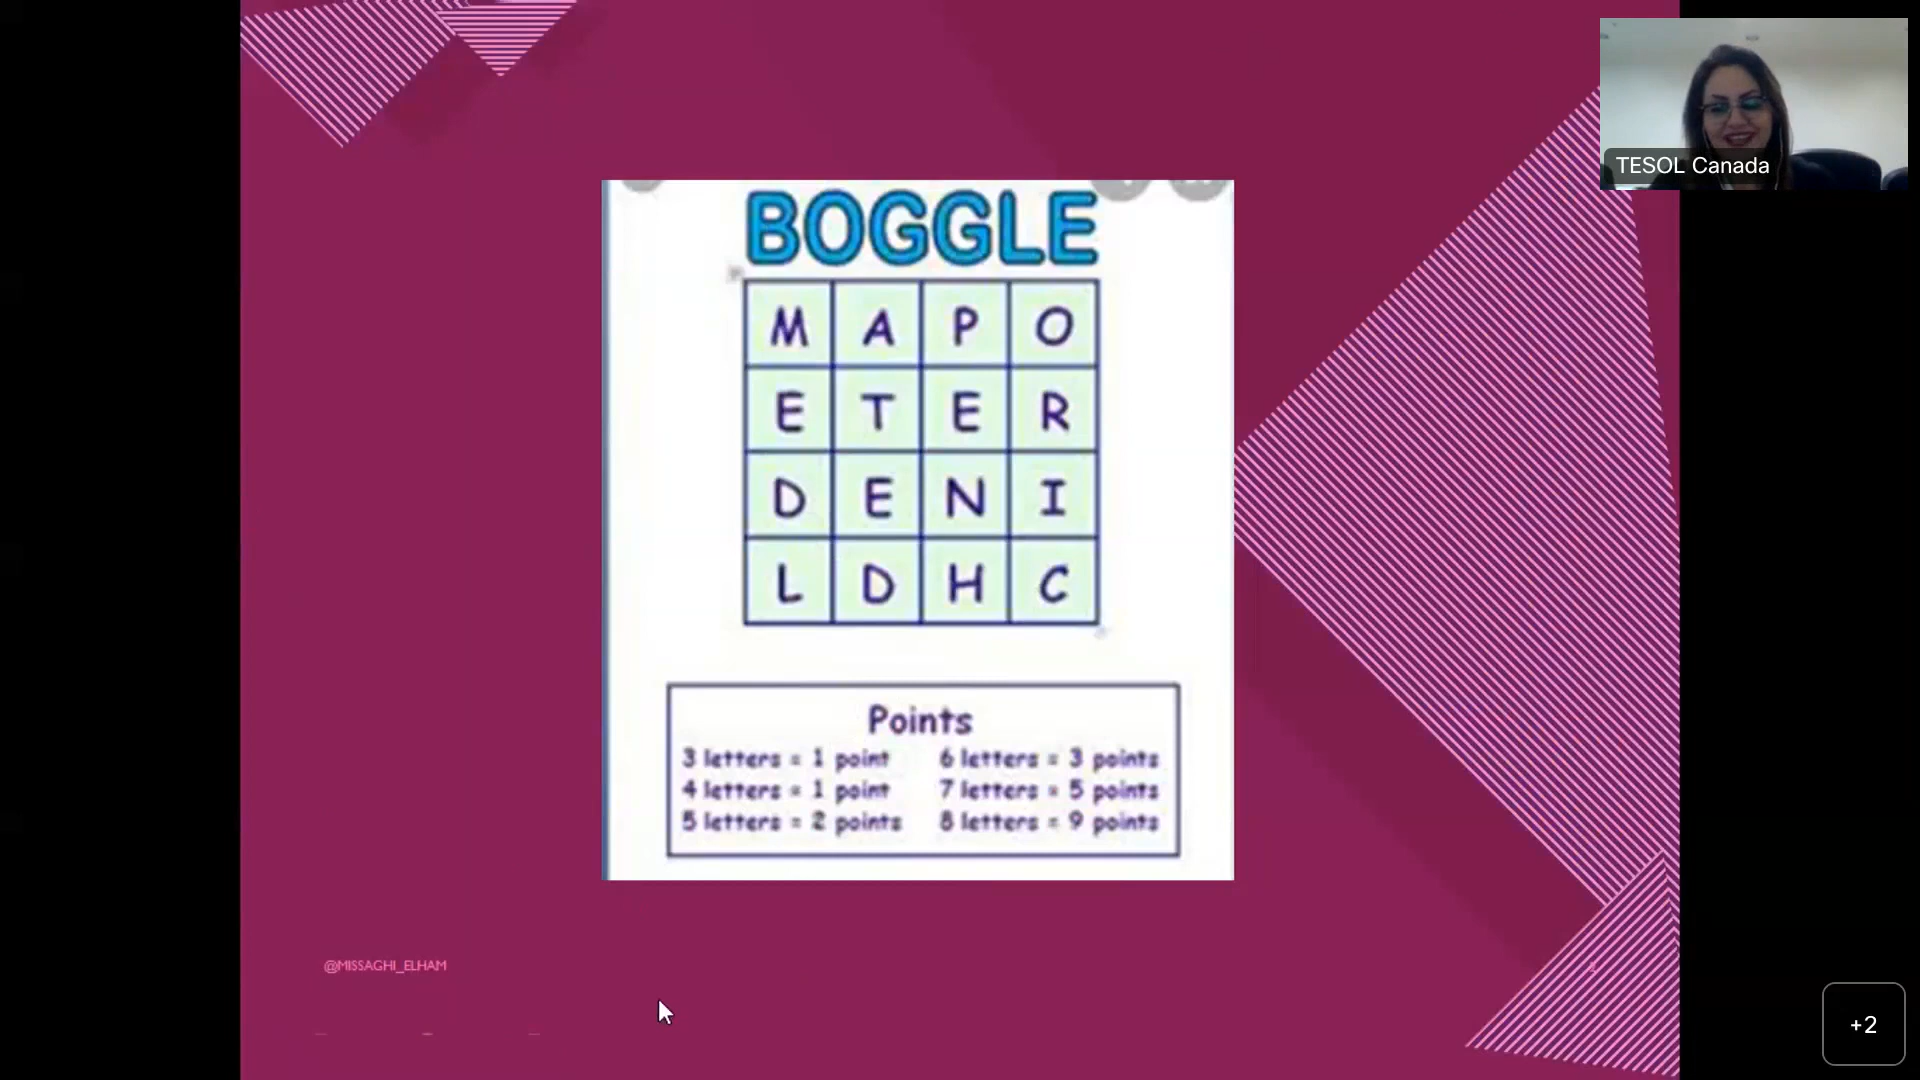 TESOL Canada
BOGGLE
M A P O
E T E R
D E N I
L D H C
Points
3 letters = 1 point 6 letters = 3 points
4 letters = 1 point 7 letters = 5 points
5 letters = 2 points 8 letters = 9 points
@MISSAGHI_ELHAM
+2